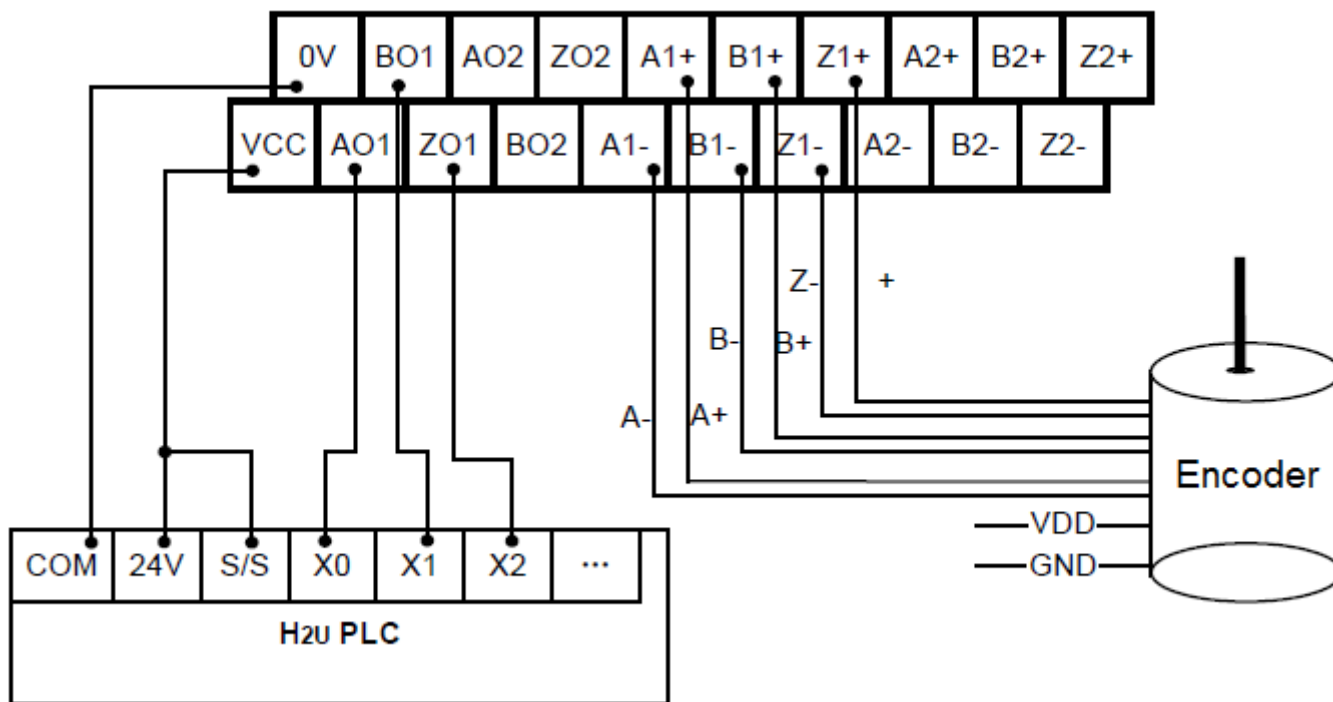 0V BO1 AO2 ZO2 A1+ B1+ Z1+ A2+ B2+ Z2+
VCC AO1 ZO1 BO2 A1- B1- Z1- A2- B2- Z2-
Z- +
B- B+
A- A+
Encoder
VDD
GND
COM 24V S/S X0 X1 X2 ...
H2U PLC